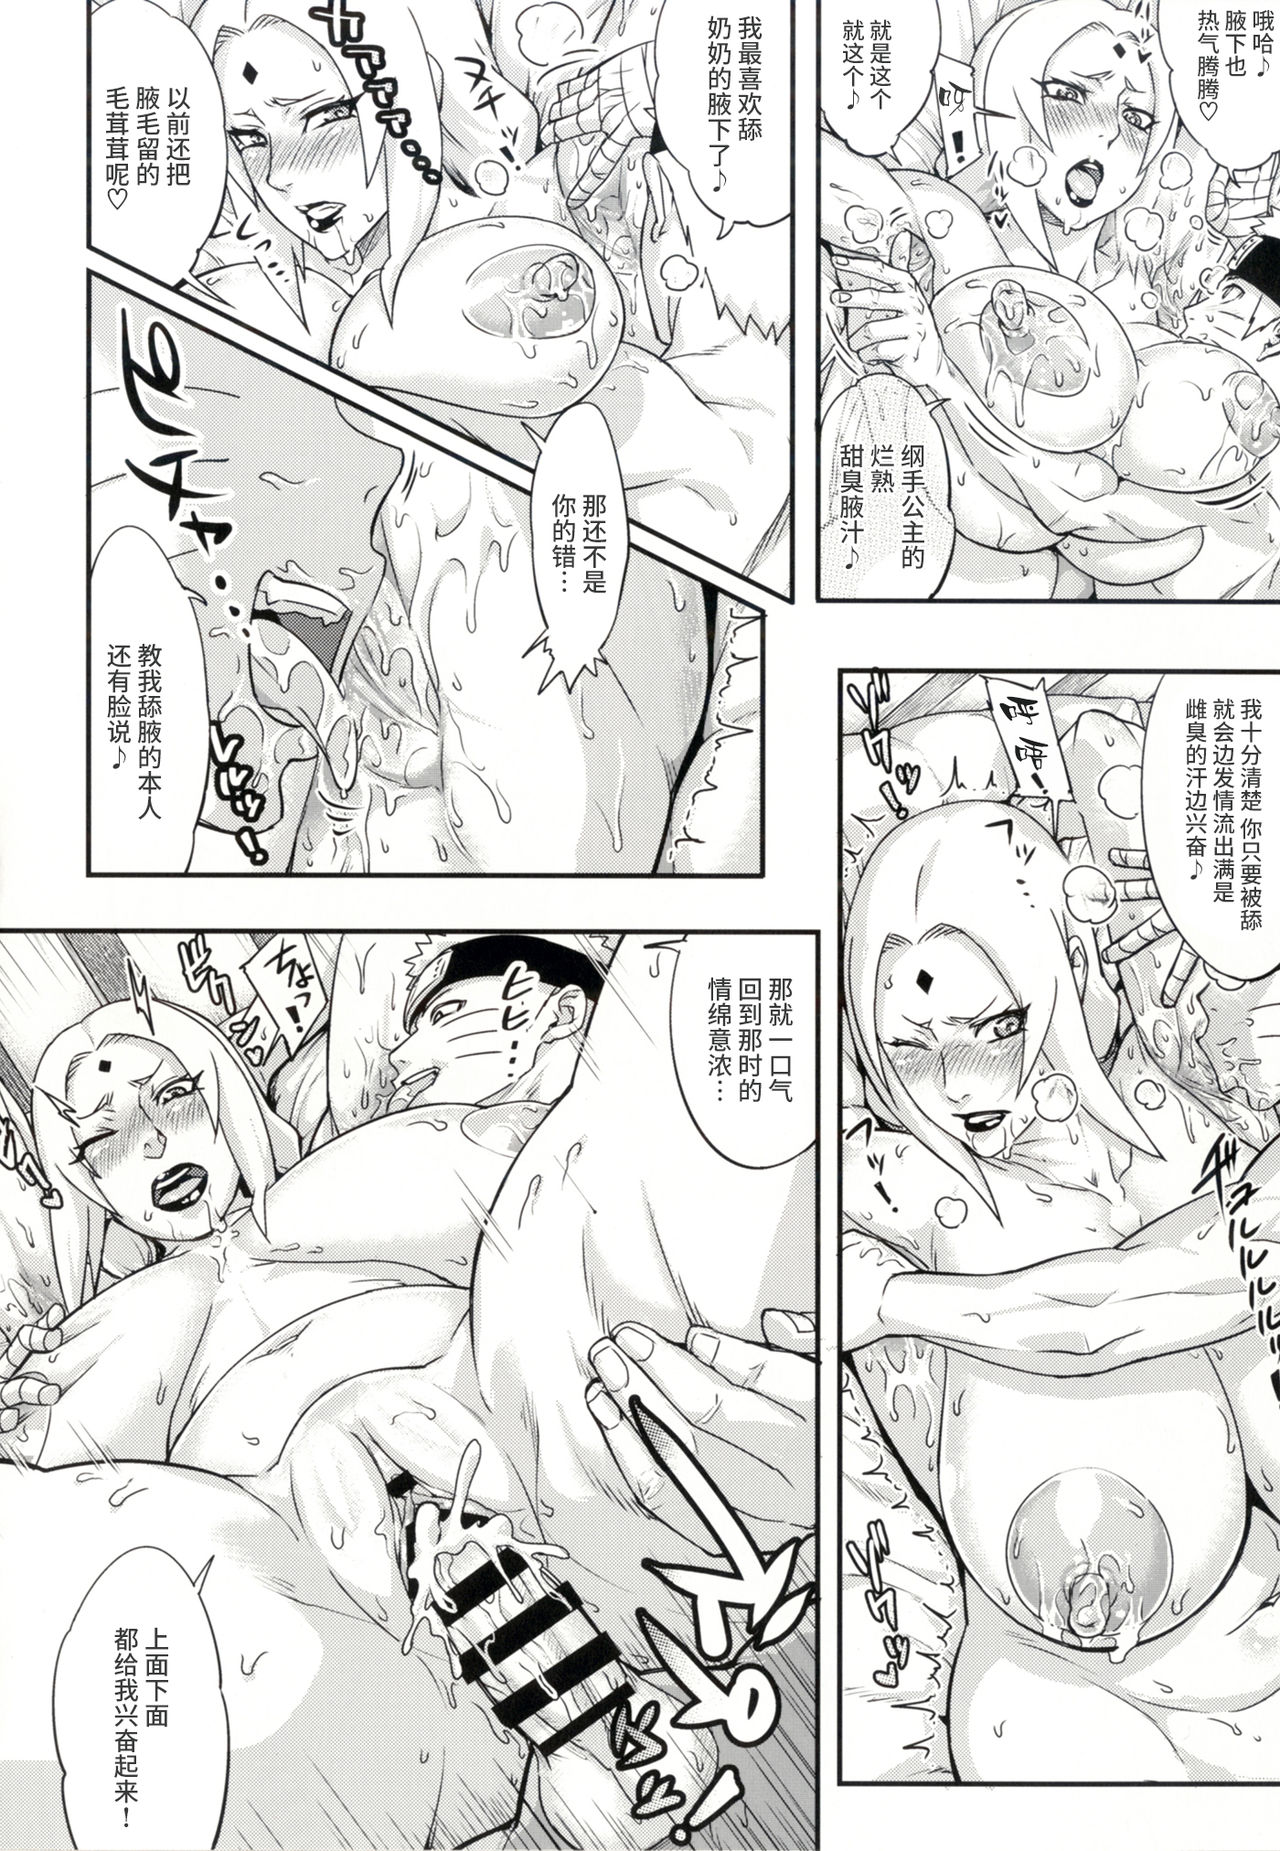 哦哈♪
腋下也
热气腾腾♡
就是这个
就这个♪
纲手公主的
烂熟
甜臭腋汁♪
我最喜欢舔
奶奶的腋下了♪
以前还把
腋毛留的
毛茸茸呢♡
那还不是
你的错…
教我舔腋的本人
还有脸说♪
我十分清楚 你只要被舔
就会边发情流出满是
雌臭的汗边兴奋♪
那就一口气
回到那时的
情绵意浓…
ちょっ!
上面下面
都给我兴奋起来！